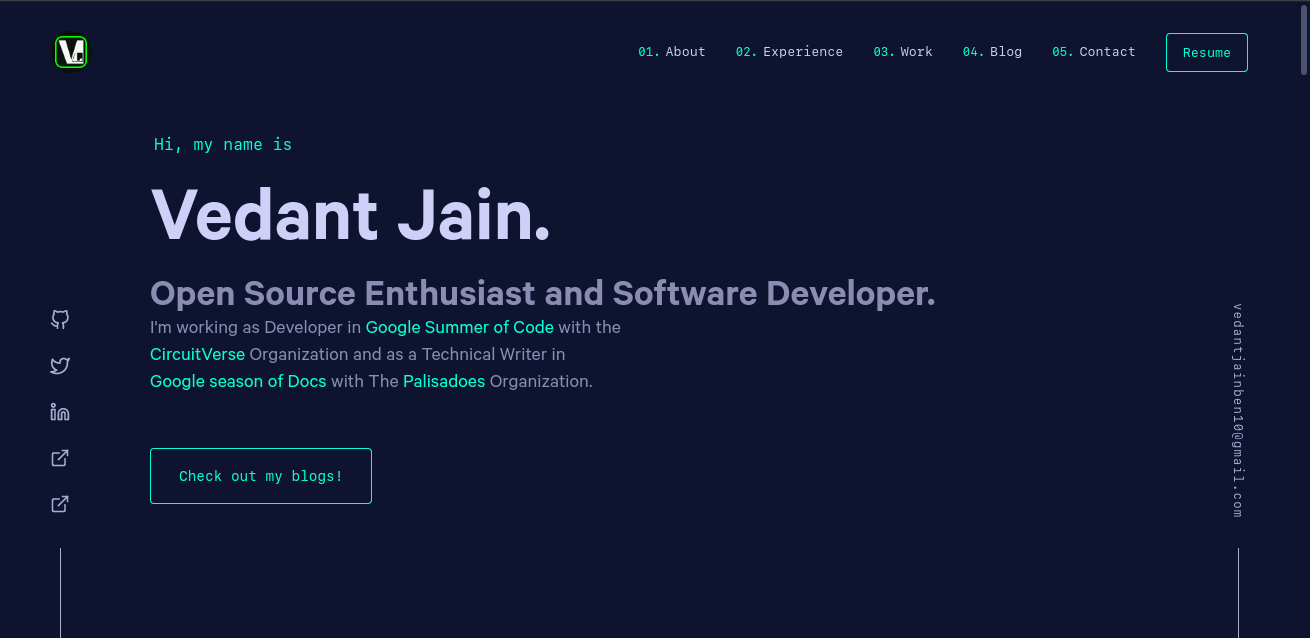 01. About 02. Experience 03. Work 04. Blog 05. Contact Resume
Hi, my name is
Vedant Jain.
Open Source Enthusiast and Software Developer.
I'm working as Developer in Google Summer of Code with the
CircuitVerse Organization and as a Technical Writer in
Google season of Docs with The Palisadoes Organization.
Check out my blogs!
vedantjainben10@gmail.com